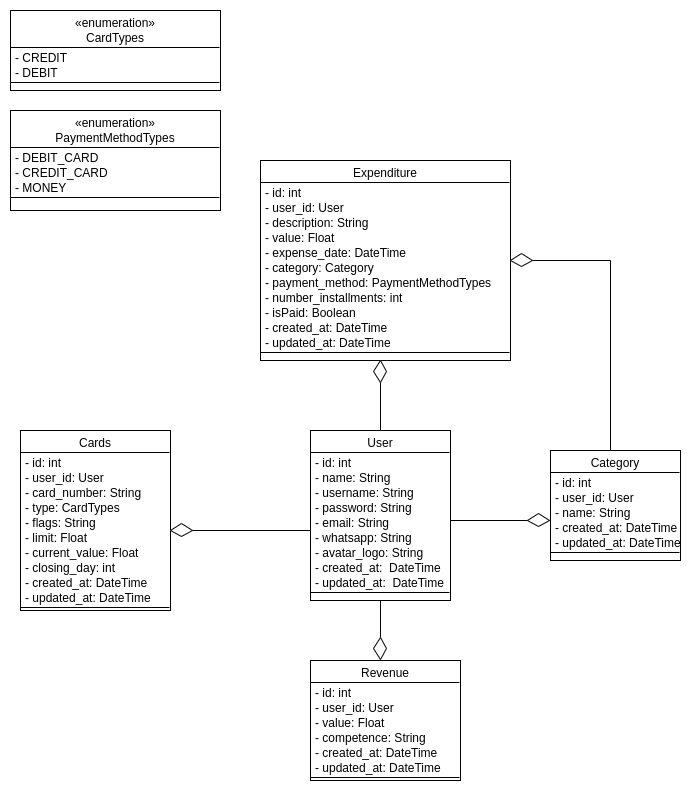 «enumeration»
CardTypes
- CREDIT
- DEBIT
«enumeration»
PaymentMethodTypes
- DEBIT_CARD
- CREDIT_CARD
- MONEY
Expenditure
- id: int
- user_id: User
- description: String
- value: Float
- expense_date: DateTime
- category: Category
- payment_method: PaymentMethodTypes
- number_installments: int
- isPaid: Boolean
- created_at: DateTime
- updated_at: DateTime
Cards
- id: int
- user_id: User
- card_number: String
- type: CardTypes
- flags: String
- limit: Float
- current_value: Float
- closing_day: int
- created_at: DateTime
- updated_at: DateTime
User
- id: int
- name: String
- username: String
- password: String
- email: String
- whatsapp: String
- avatar_logo: String
- created_at:  DateTime
- updated_at:  DateTime
Category
- id: int
- user_id: User
- name: String
- created_at: DateTime
- updated_at: DateTime
Revenue
- id: int
- user_id: User
- value: Float
- competence: String
- created_at: DateTime
- updated_at: DateTime